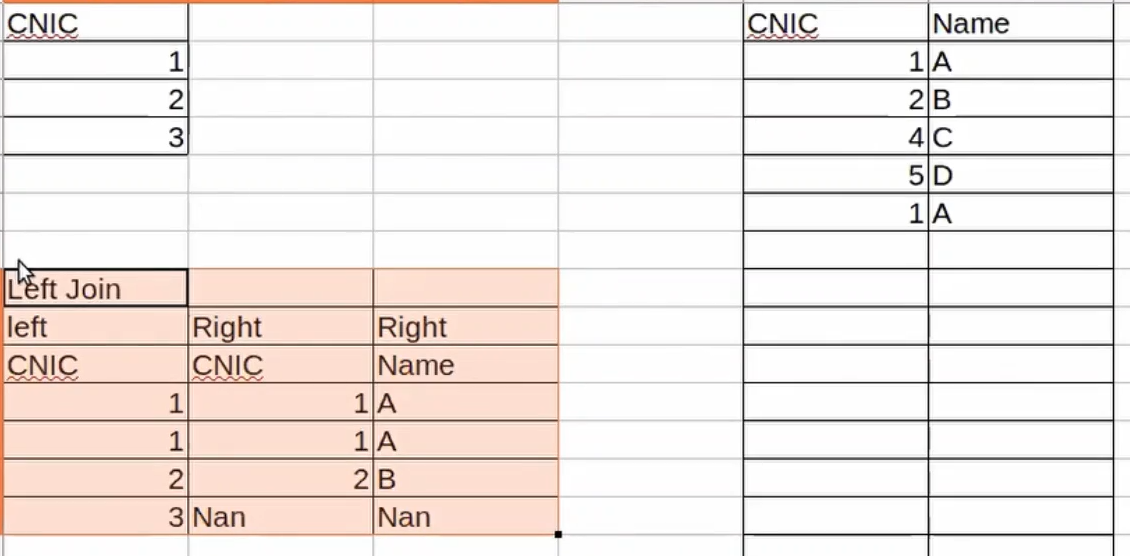 CNIC CNIC Name
1 1 A
2 2 B
3 4 C
5 D
1 A
Left Join
left Right Right
CNIC CNIC Name
1 1 A
1 1 A
2 2 B
3 Nan Nan